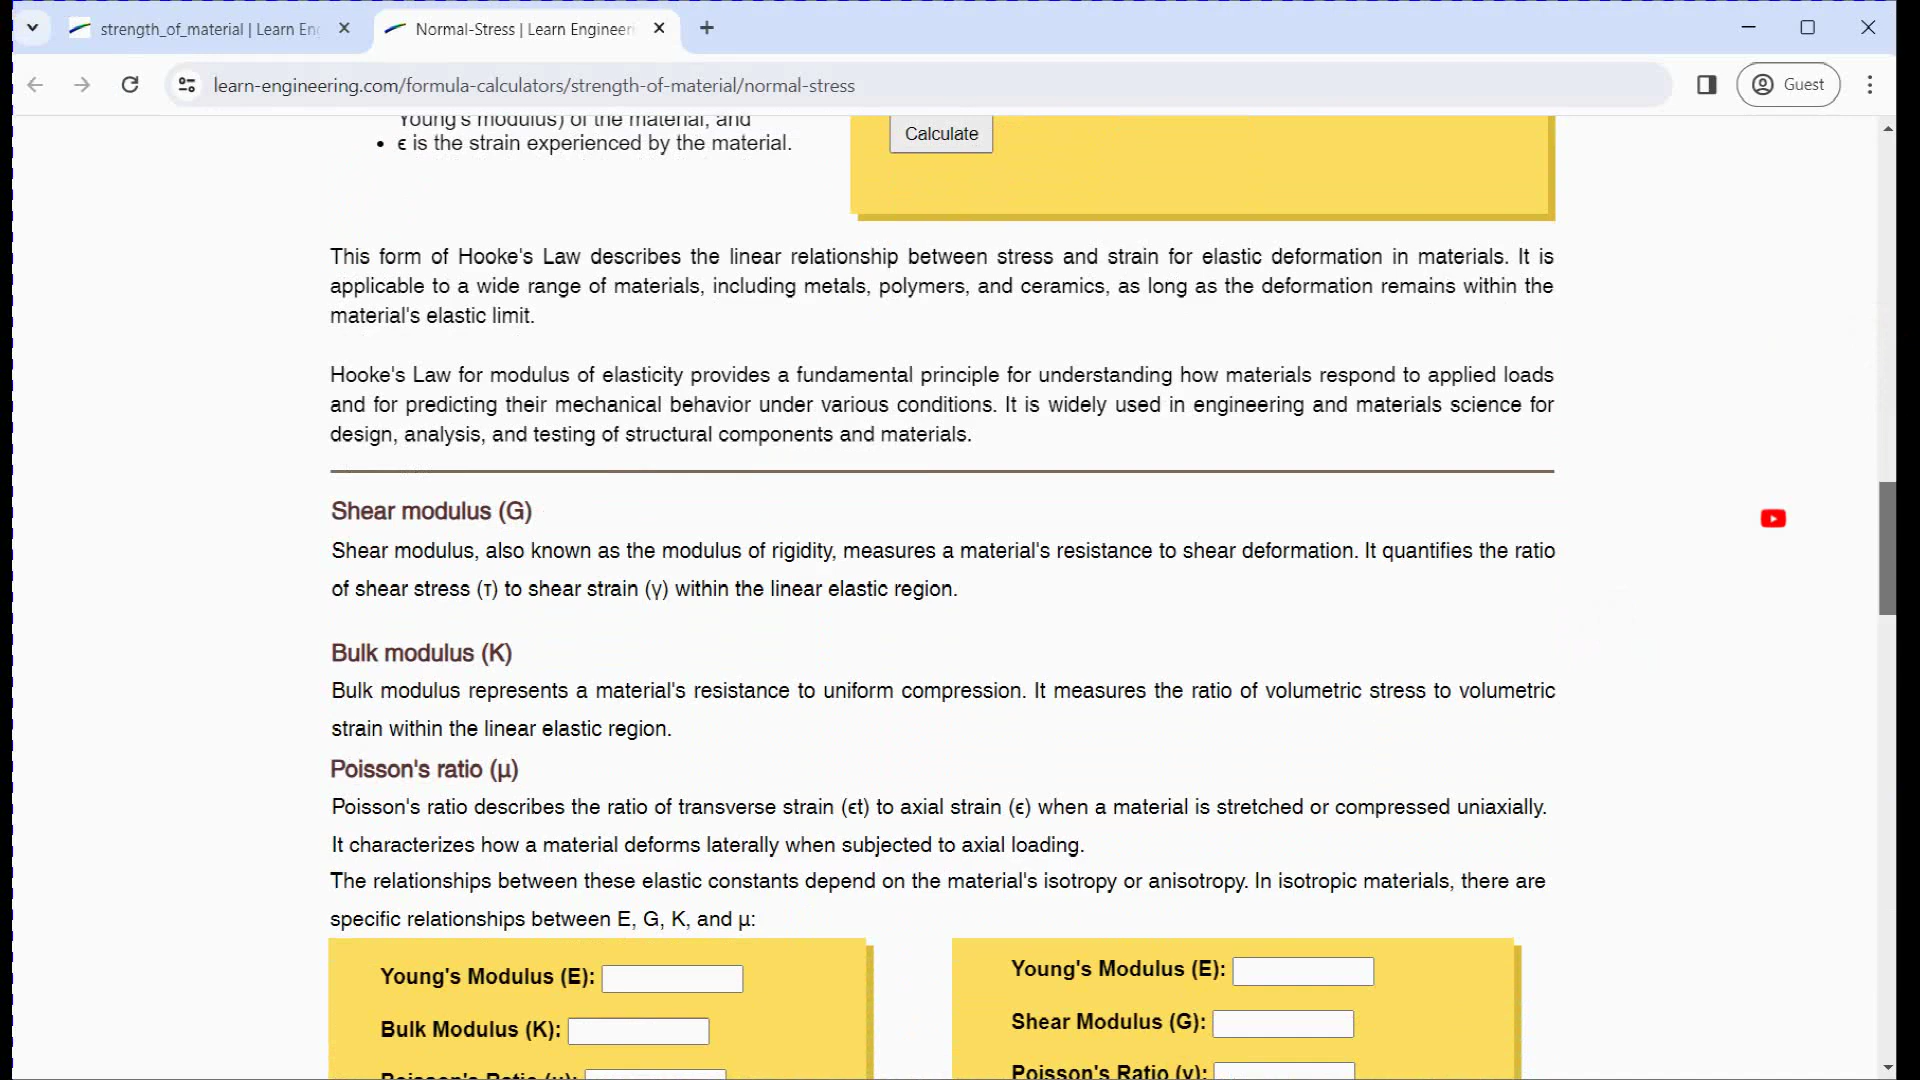 strength_of_material | Learn Eng
Normal-Stress | Learn Engineer
learn-engineering.com/formula-calculators/strength-of-material/normal-stress
Guest
Young's modulus) of the material, and
• ϵ is the strain experienced by the material.
Calculate
This form of Hooke's Law describes the linear relationship between stress and strain for elastic deformation in materials. It is
applicable to a wide range of materials, including metals, polymers, and ceramics, as long as the deformation remains within the
material's elastic limit.
Hooke's Law for modulus of elasticity provides a fundamental principle for understanding how materials respond to applied loads
and for predicting their mechanical behavior under various conditions. It is widely used in engineering and materials science for
design, analysis, and testing of structural components and materials.
Shear modulus (G)
Shear modulus, also known as the modulus of rigidity, measures a material's resistance to shear deformation. It quantifies the ratio
of shear stress (τ) to shear strain (γ) within the linear elastic region.
Bulk modulus (K)
Bulk modulus represents a material's resistance to uniform compression. It measures the ratio of volumetric stress to volumetric
strain within the linear elastic region.
Poisson's ratio (μ)
Poisson's ratio describes the ratio of transverse strain (ϵt) to axial strain (ϵ) when a material is stretched or compressed uniaxially.
It characterizes how a material deforms laterally when subjected to axial loading.
The relationships between these elastic constants depend on the material's isotropy or anisotropy. In isotropic materials, there are
specific relationships between E, G, K, and μ:
Young's Modulus (E):
Bulk Modulus (K):
Poisson's Ratio (μ):
Young's Modulus (E):
Shear Modulus (G):
Poisson's Ratio (ν):